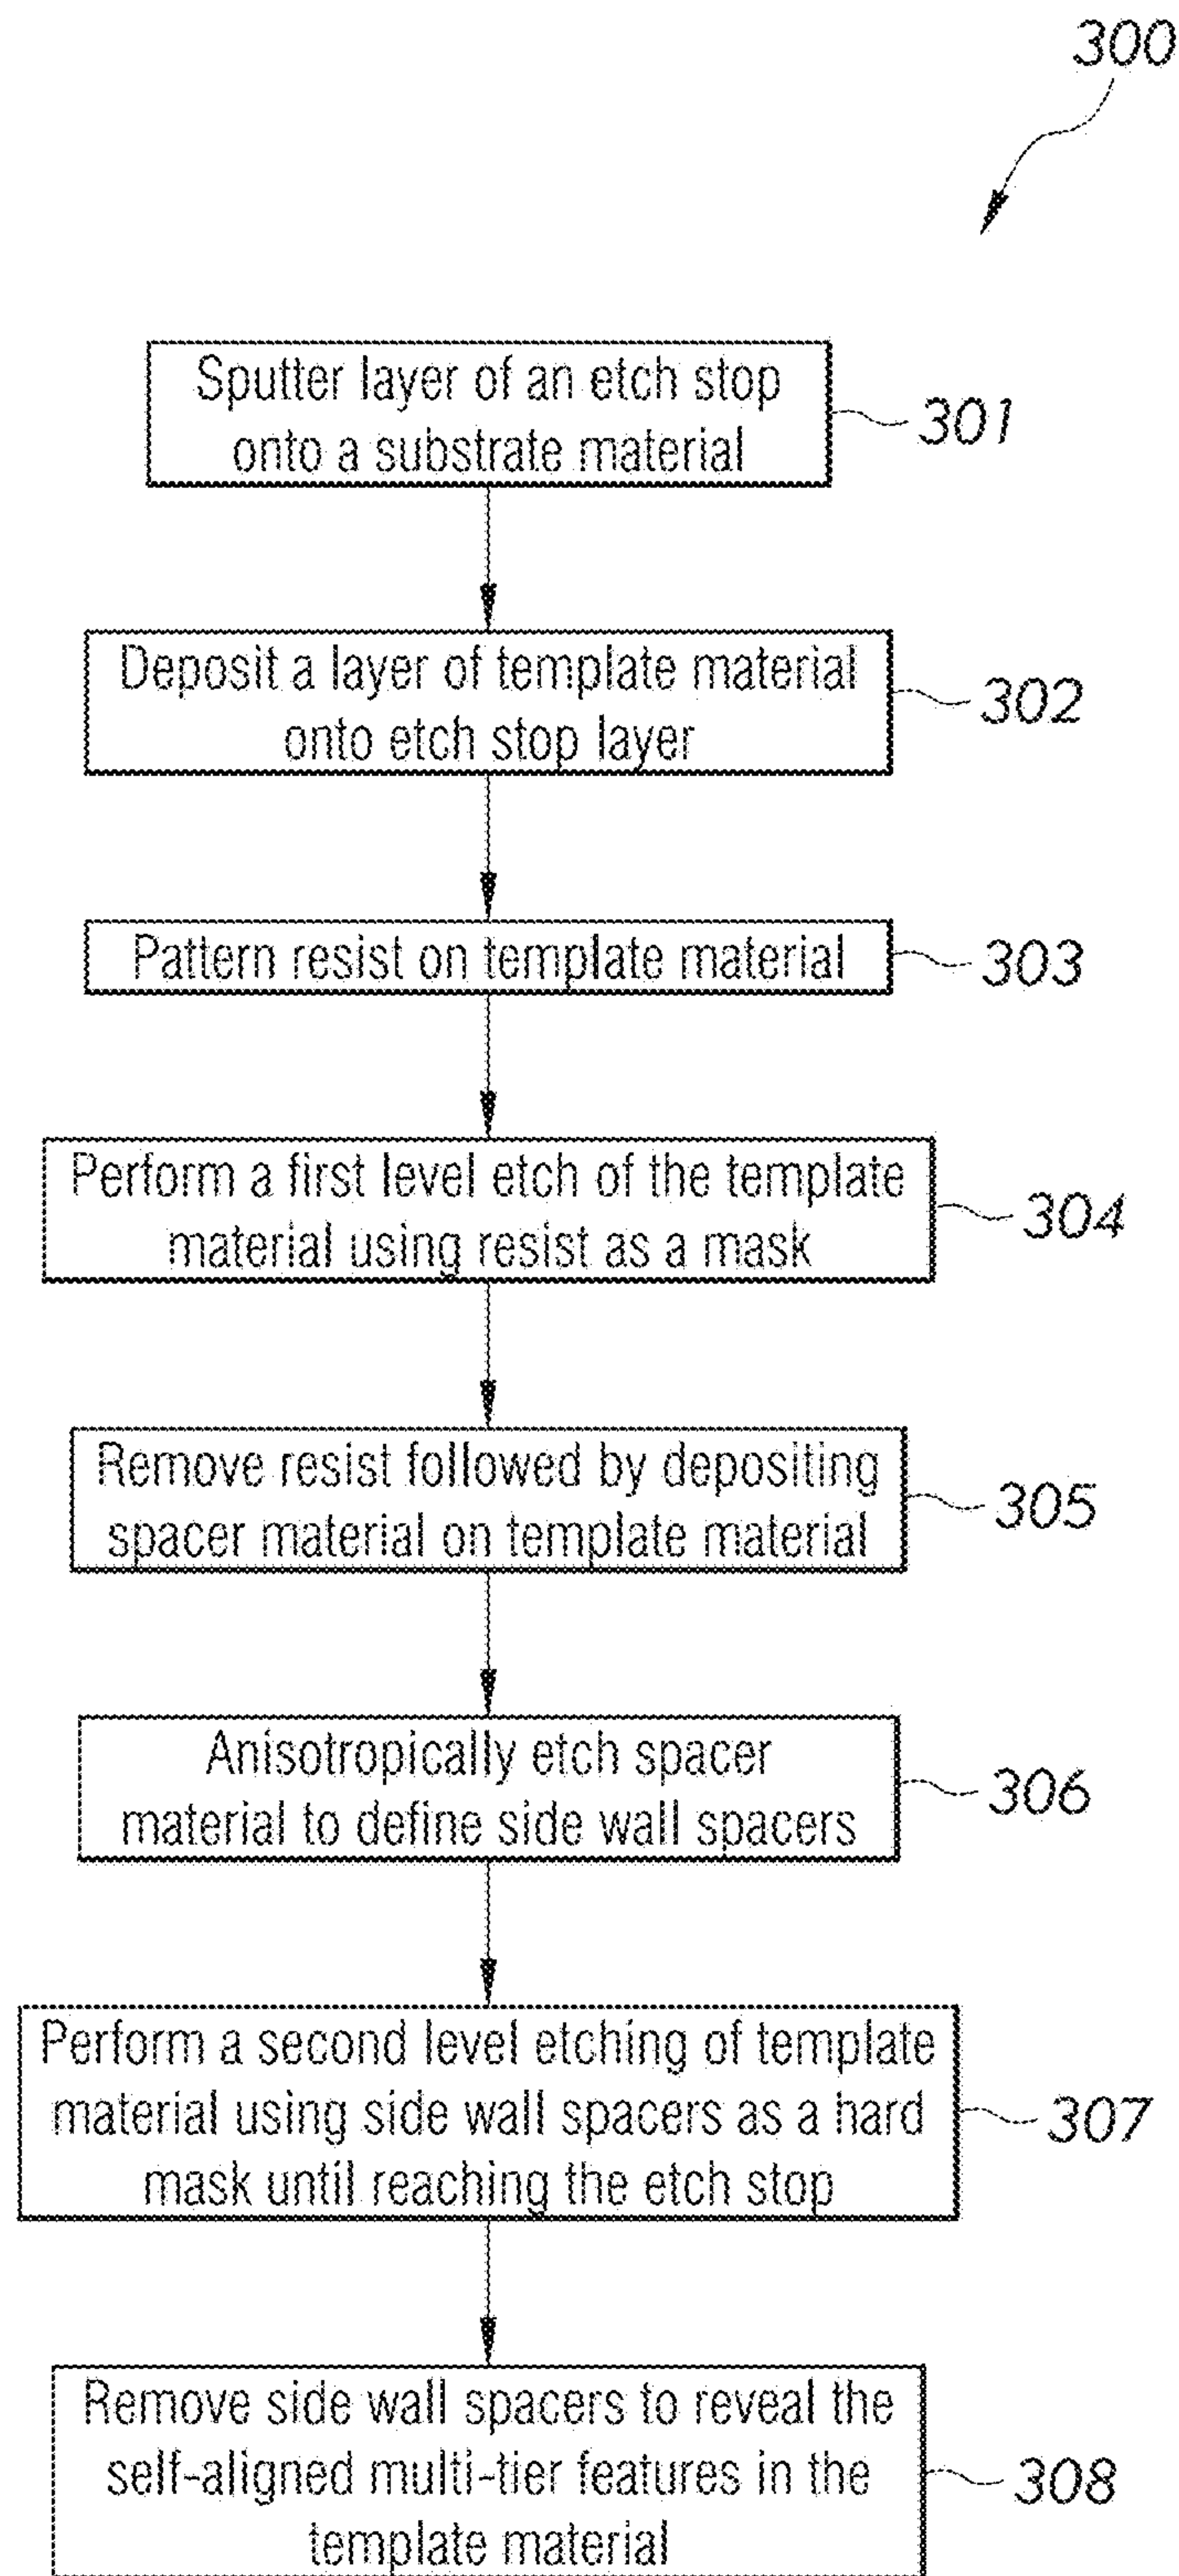 300
Sputter layer of an etch stop
onto a substrate material
301
Deposit a layer of template material
onto etch stop layer
302
Pattern resist on template material
303
Perform a first level etch of the template
material using resist as a mask
304
Remove resist followed by depositing
spacer material on template material
305
Anisotropically etch spacer
material to define side wall spacers
306
Perform a second level etching of template
material using side wall spacers as a hard
mask until reaching the etch stop
307
Remove side wall spacers to reveal the
self-aligned multi-tier features in the
template material
308